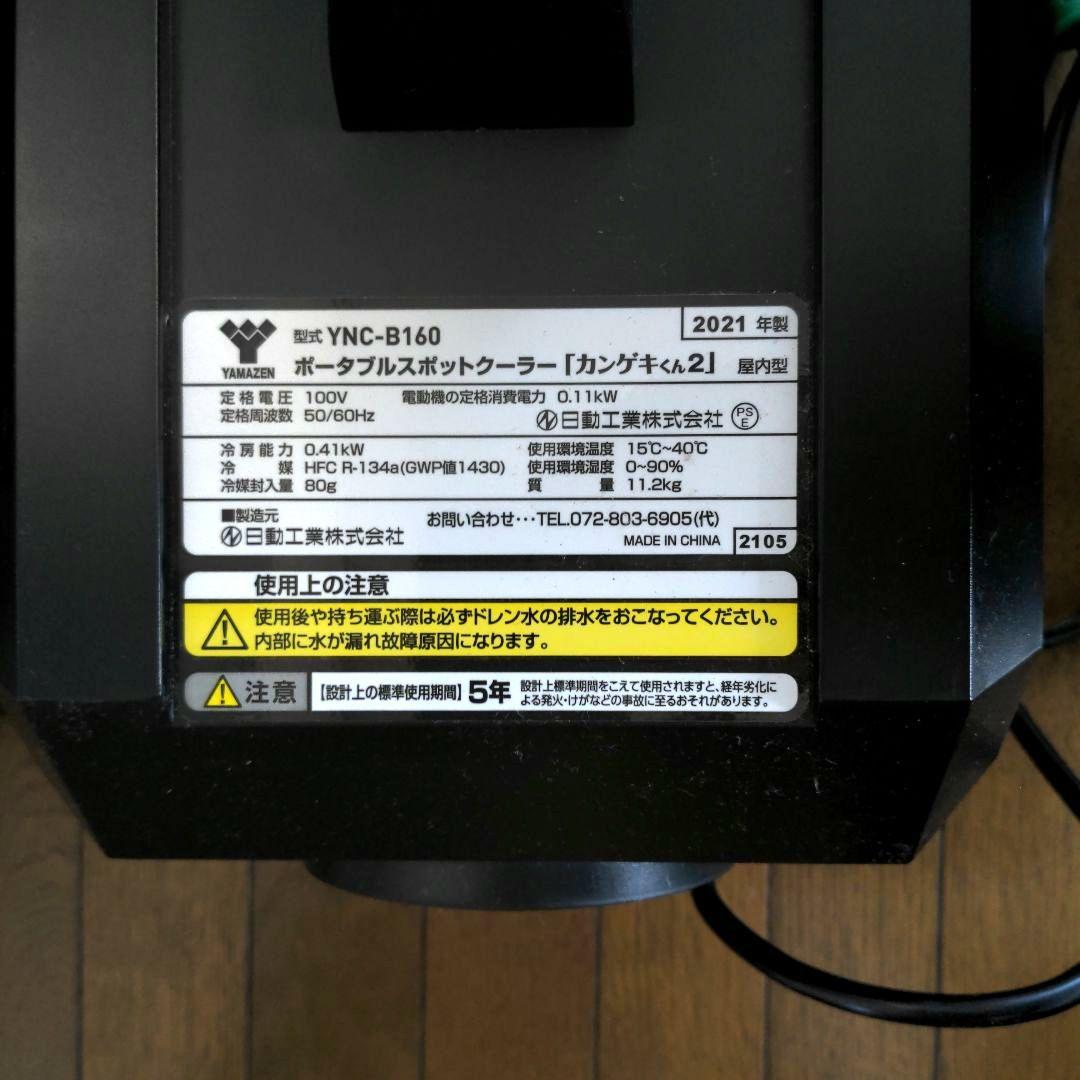 YAMAZEN
型式 YNC-B160
2021 年製
ポータブルスポットクーラー「カンゲキくん2」 屋内型
定格電圧 100V 電動機の定格消費電力 0.11kW
定格周波数 50/60Hz
日動工業株式会社 PSE
冷房能力 0.41kW 使用環境温度 15℃~40℃
冷媒 HFC R-134a(GWP値1430) 使用環境湿度 0~90%
冷媒封入量 80g 質量 11.2kg
■製造元 お問い合わせ…TEL.072-803-6905(代)
日動工業株式会社 MADE IN CHINA 2105
使用上の注意
使用後や持ち運ぶ際は必ずドレン水の排水をおこなってください。
内部に水が漏れ故障原因になります。
注意 【設計上の標準使用期間】 5年 設計上標準期間をこえて使用されますと、経年劣化に
よる発火・けがなどの事故に至るおそれがあります。